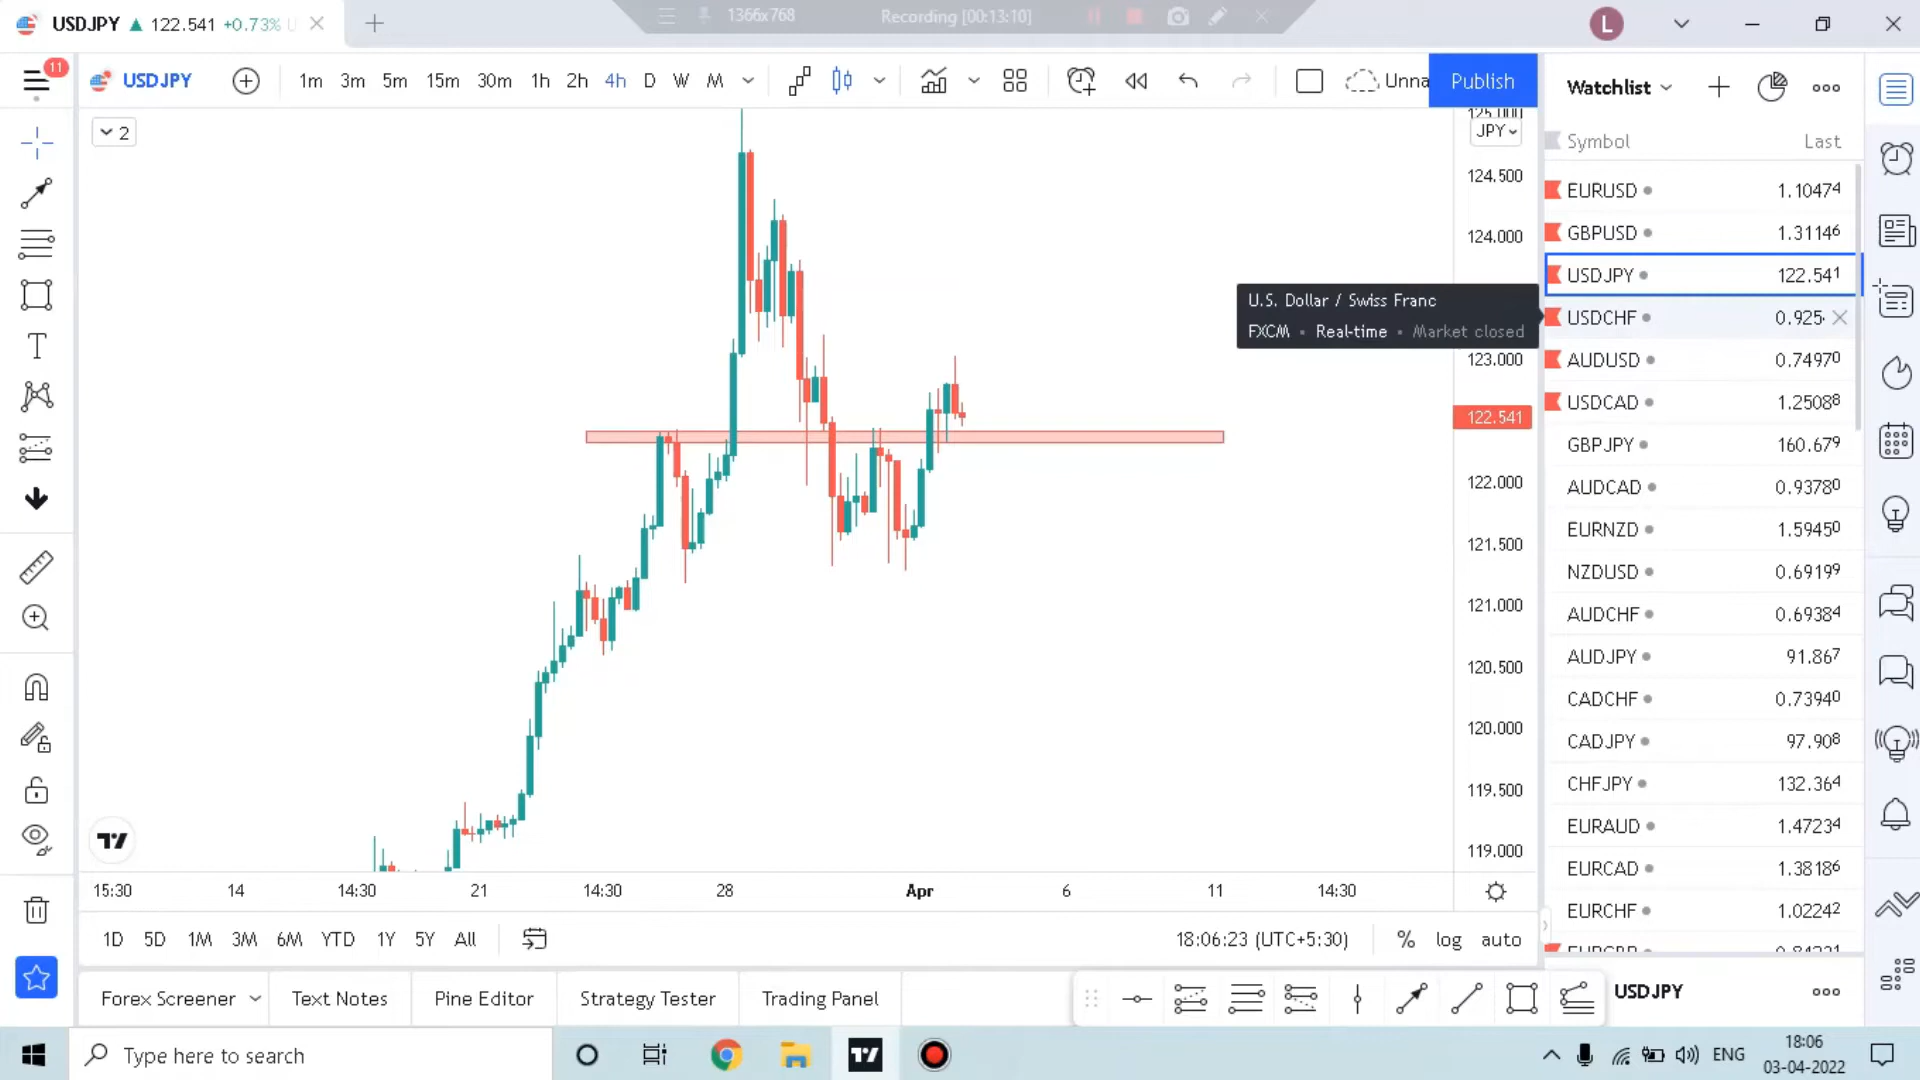 USDJPY ▲ 122.541 +0.73%
1366x768
Recording [00:13:10]
L
11
USDJPY
1m 3m 5m 15m 30m 1h 2h 4h D W M
Unna
Publish
2
125.000
JPY
124.500
124.000
123.000
122.541
122.000
121.500
121.000
120.500
120.000
119.500
119.000
15:30 14 14:30 21 14:30 28 Apr 6 11 14:30
1D 5D 1M 3M 6M YTD 1Y 5Y All
18:06:23 (UTC+5:30)
% log auto
Forex Screener
Text Notes
Pine Editor
Strategy Tester
Trading Panel
U.S. Dollar / Swiss Franc
FXCM • Real-time • Market closed
Watchlist
Symbol Last
EURUSD 1.10474
GBPUSD 1.31146
USDJPY 122.541
USDCHF 0.925
AUDUSD 0.74970
USDCAD 1.25088
GBPJPY 160.679
AUDCAD 0.93780
EURNZD 1.59450
NZDUSD 0.69199
AUDCHF 0.69384
AUDJPY 91.867
CADCHF 0.73940
CADJPY 97.908
CHFJPY 132.364
EURAUD 1.47234
EURCAD 1.38186
EURCHF 1.02242
USDJPY
Type here to search
ENG
18:06
03-04-2022